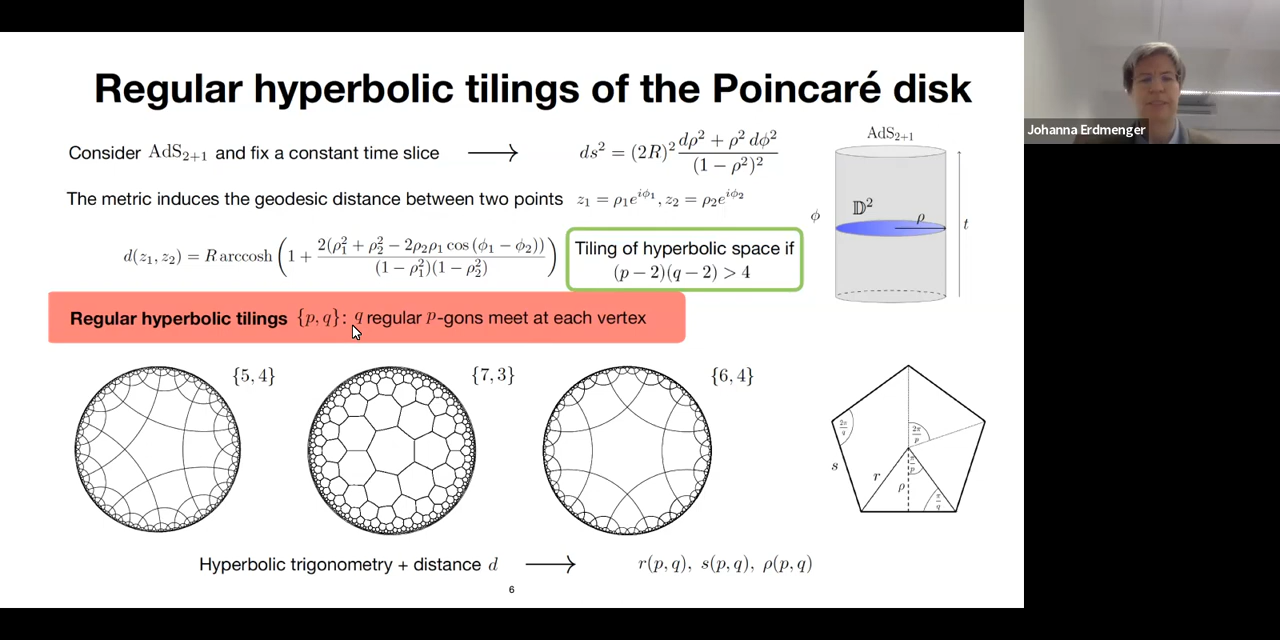 Regular hyperbolic tilings of the Poincaré disk
Johanna Erdmenger
Consider AdS₂₊₁ and fix a constant time slice ⟶ ds² = (2R)² (dρ² + ρ² dϕ²)/(1 − ρ²)²
The metric induces the geodesic distance between two points z₁ = ρ₁e^{iϕ₁}, z₂ = ρ₂e^{iϕ₂}
d(z₁, z₂) = R arccosh (1 + 2(ρ₁² + ρ₂² − 2ρ₂ρ₁ cos (ϕ₁ − ϕ₂))/((1 − ρ₁²)(1 − ρ₂²)))
Tiling of hyperbolic space if
(p − 2)(q − 2) > 4
AdS₂₊₁
𝔻²
ρ
ϕ
t
Regular hyperbolic tilings {p, q}: q regular p-gons meet at each vertex
{5, 4}
{7, 3}
{6, 4}
2π/q
2π/p
π/p
s
r
ρ
π/q
Hyperbolic trigonometry + distance d ⟶ r(p, q), s(p, q), ρ(p, q)
6